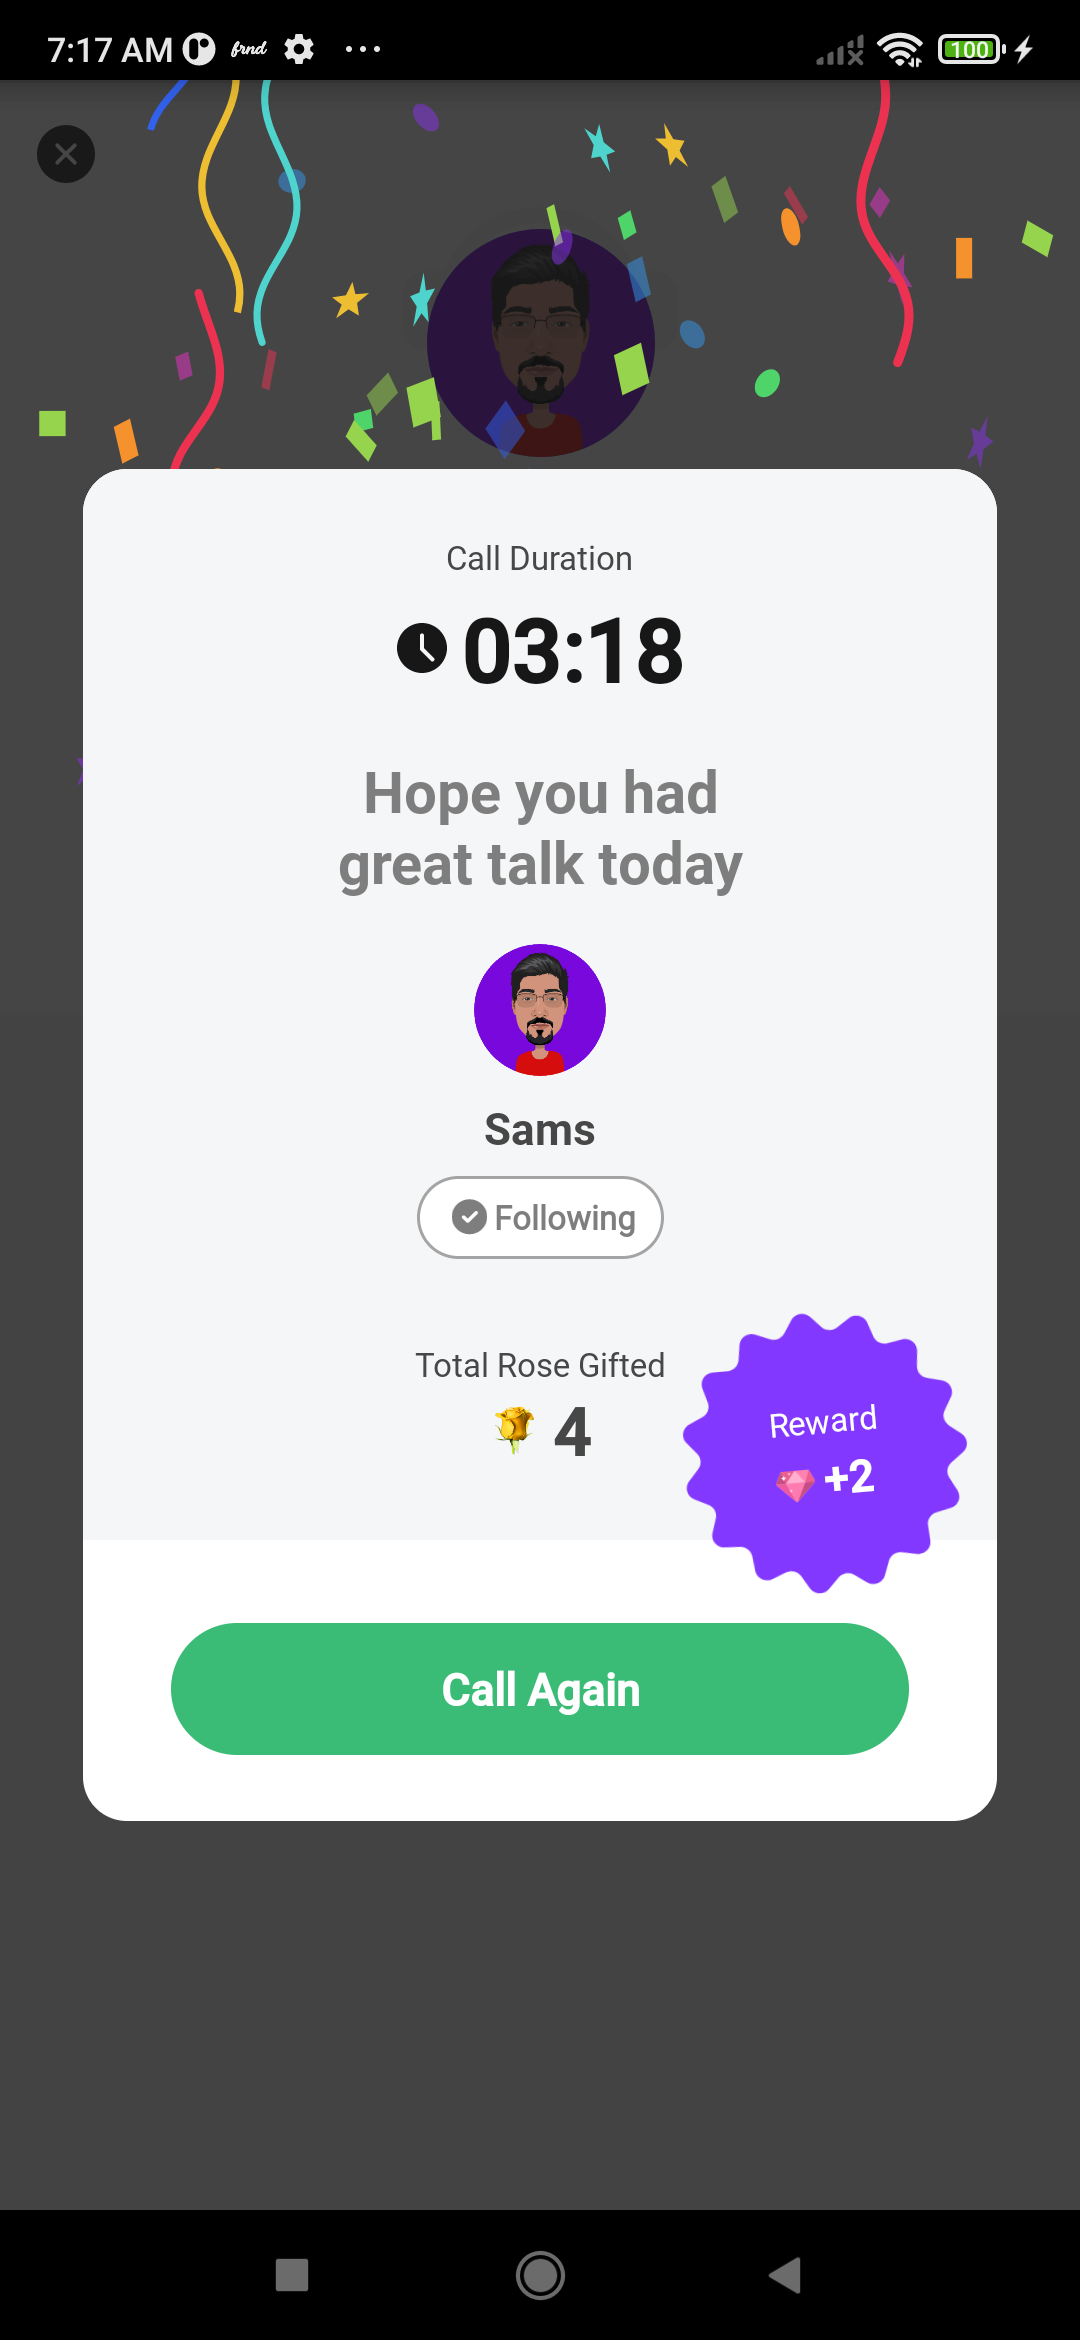 7:17 AM frnd 100
Call Duration
03:18
Hope you had
great talk today
Sams
Following
Total Rose Gifted
4
Reward
+2
Call Again